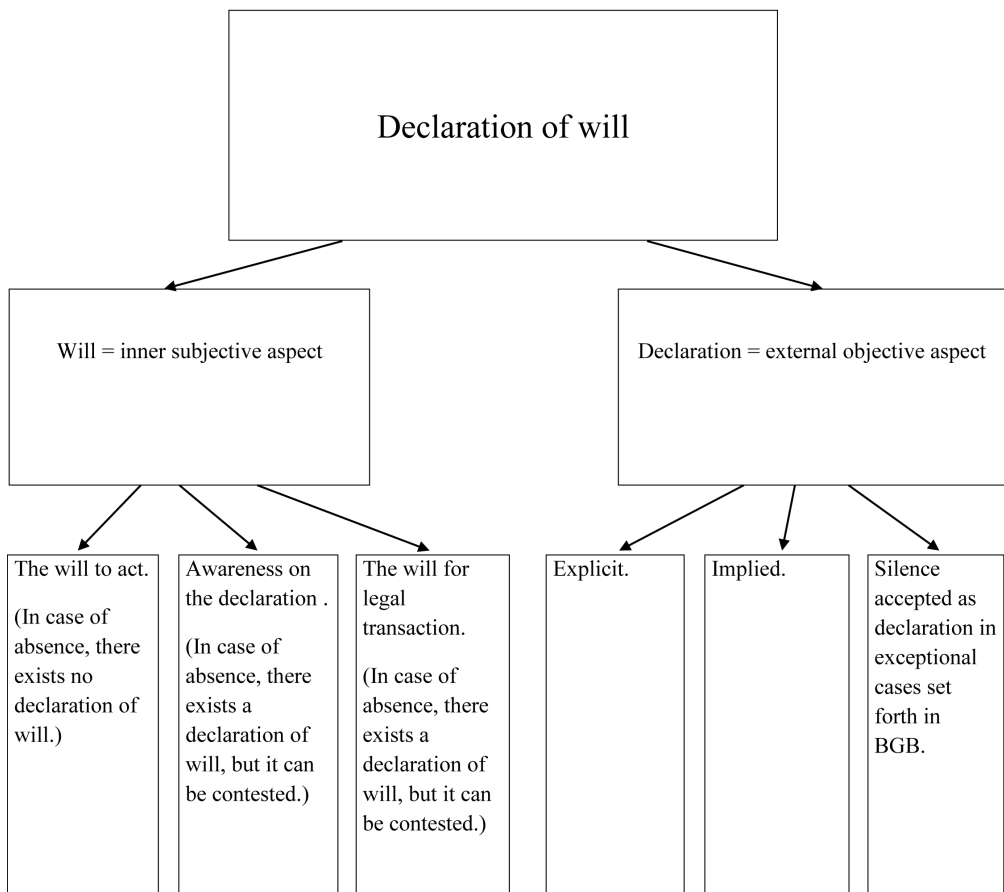 Declaration of will
Will = inner subjective aspect
Declaration = external objective aspect
The will to act.
(In case of
absence, there
exists no
declaration of
will.)
Awareness on
the declaration .
(In case of
absence, there
exists a
declaration of
will, but it can
be contested.)
The will for
legal
transaction.
(In case of
absence, there
exists a
declaration of
will, but it can
be contested.)
Explicit.
Implied.
Silence
accepted as
declaration in
exceptional
cases set
forth in
BGB.